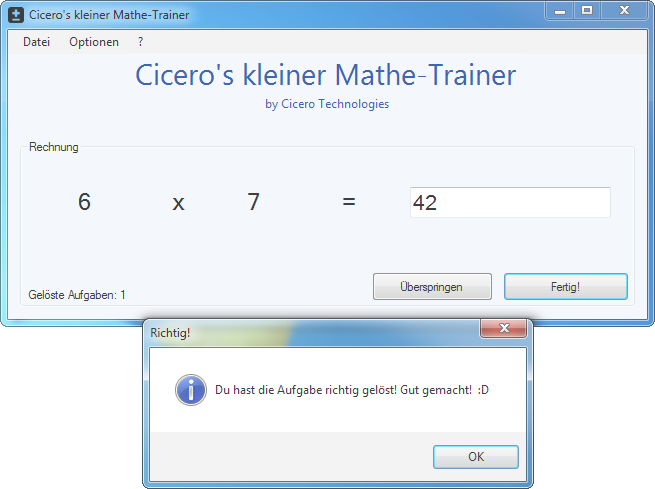 Cicero's kleiner Mathe-Trainer
Datei Optionen ?
Cicero's kleiner Mathe-Trainer
by Cicero Technologies
Rechnung
6 x 7 = 42
Gelöste Aufgaben: 1
Überspringen Fertig!
Richtig!
Du hast die Aufgabe richtig gelöst! Gut gemacht! :D
OK